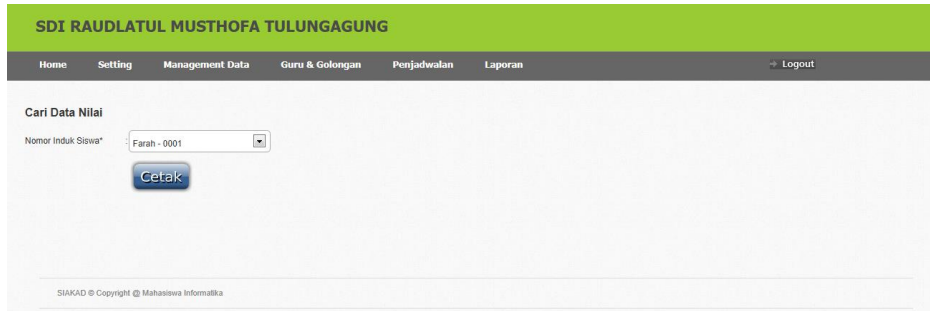 SDI RAUDLATUL MUSTHOFA TULUNGAGUNG
Home Setting Management Data Guru & Golongan Penjadwalan Laporan Logout
Cari Data Nilai
Nomor Induk Siswa* : Farah - 0001
Cetak
SIAKAD © Copyright @ Mahasiswa Informatika